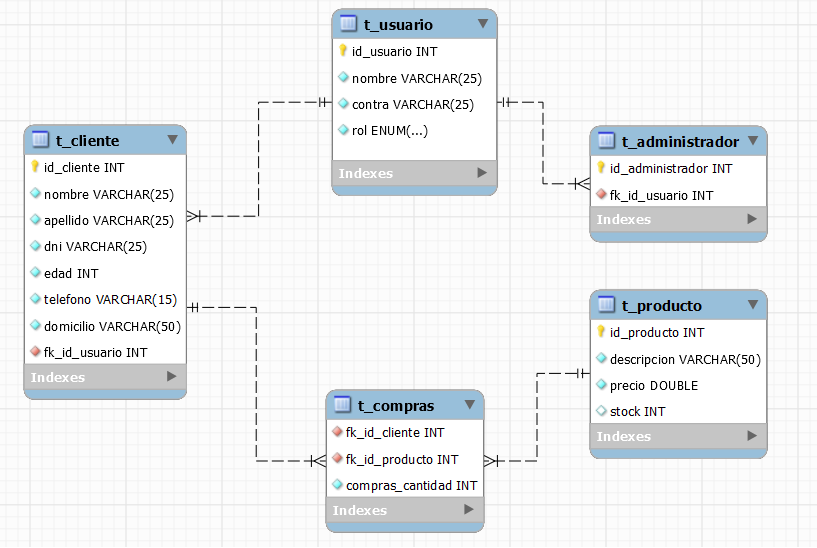 t_usuario
id_usuario INT
nombre VARCHAR(25)
contra VARCHAR(25)
rol ENUM(...)
Indexes
t_cliente
id_cliente INT
nombre VARCHAR(25)
apellido VARCHAR(25)
dni VARCHAR(25)
edad INT
telefono VARCHAR(15)
domicilio VARCHAR(50)
fk_id_usuario INT
Indexes
t_administrador
id_administrador INT
fk_id_usuario INT
Indexes
t_producto
id_producto INT
descripcion VARCHAR(50)
precio DOUBLE
stock INT
Indexes
t_compras
fk_id_cliente INT
fk_id_producto INT
compras_cantidad INT
Indexes